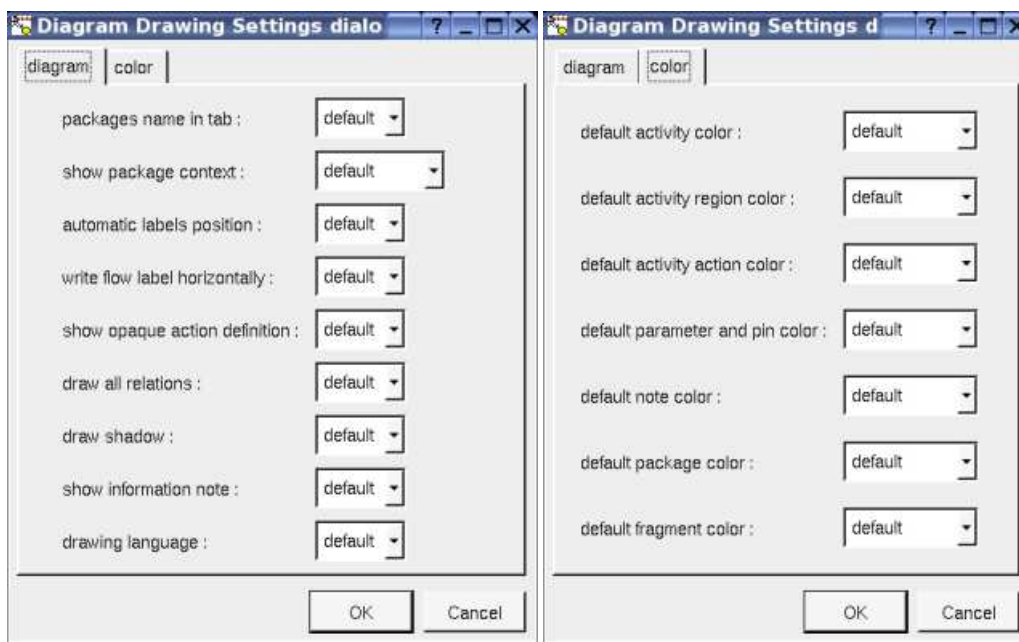 Diagram Drawing Settings dialo
diagram color
packages name in tab : default
show package context : default
automatic labels position : default
write flow label horizontally : default
show opaque action definition : default
draw all relations : default
draw shadow : default
show information note : default
drawing language : default
OK Cancel
Diagram Drawing Settings d
diagram color
default activity color : default
default activity region color : default
default activity action color : default
default parameter and pin color : default
default note color : default
default package color : default
default fragment color : default
OK Cancel